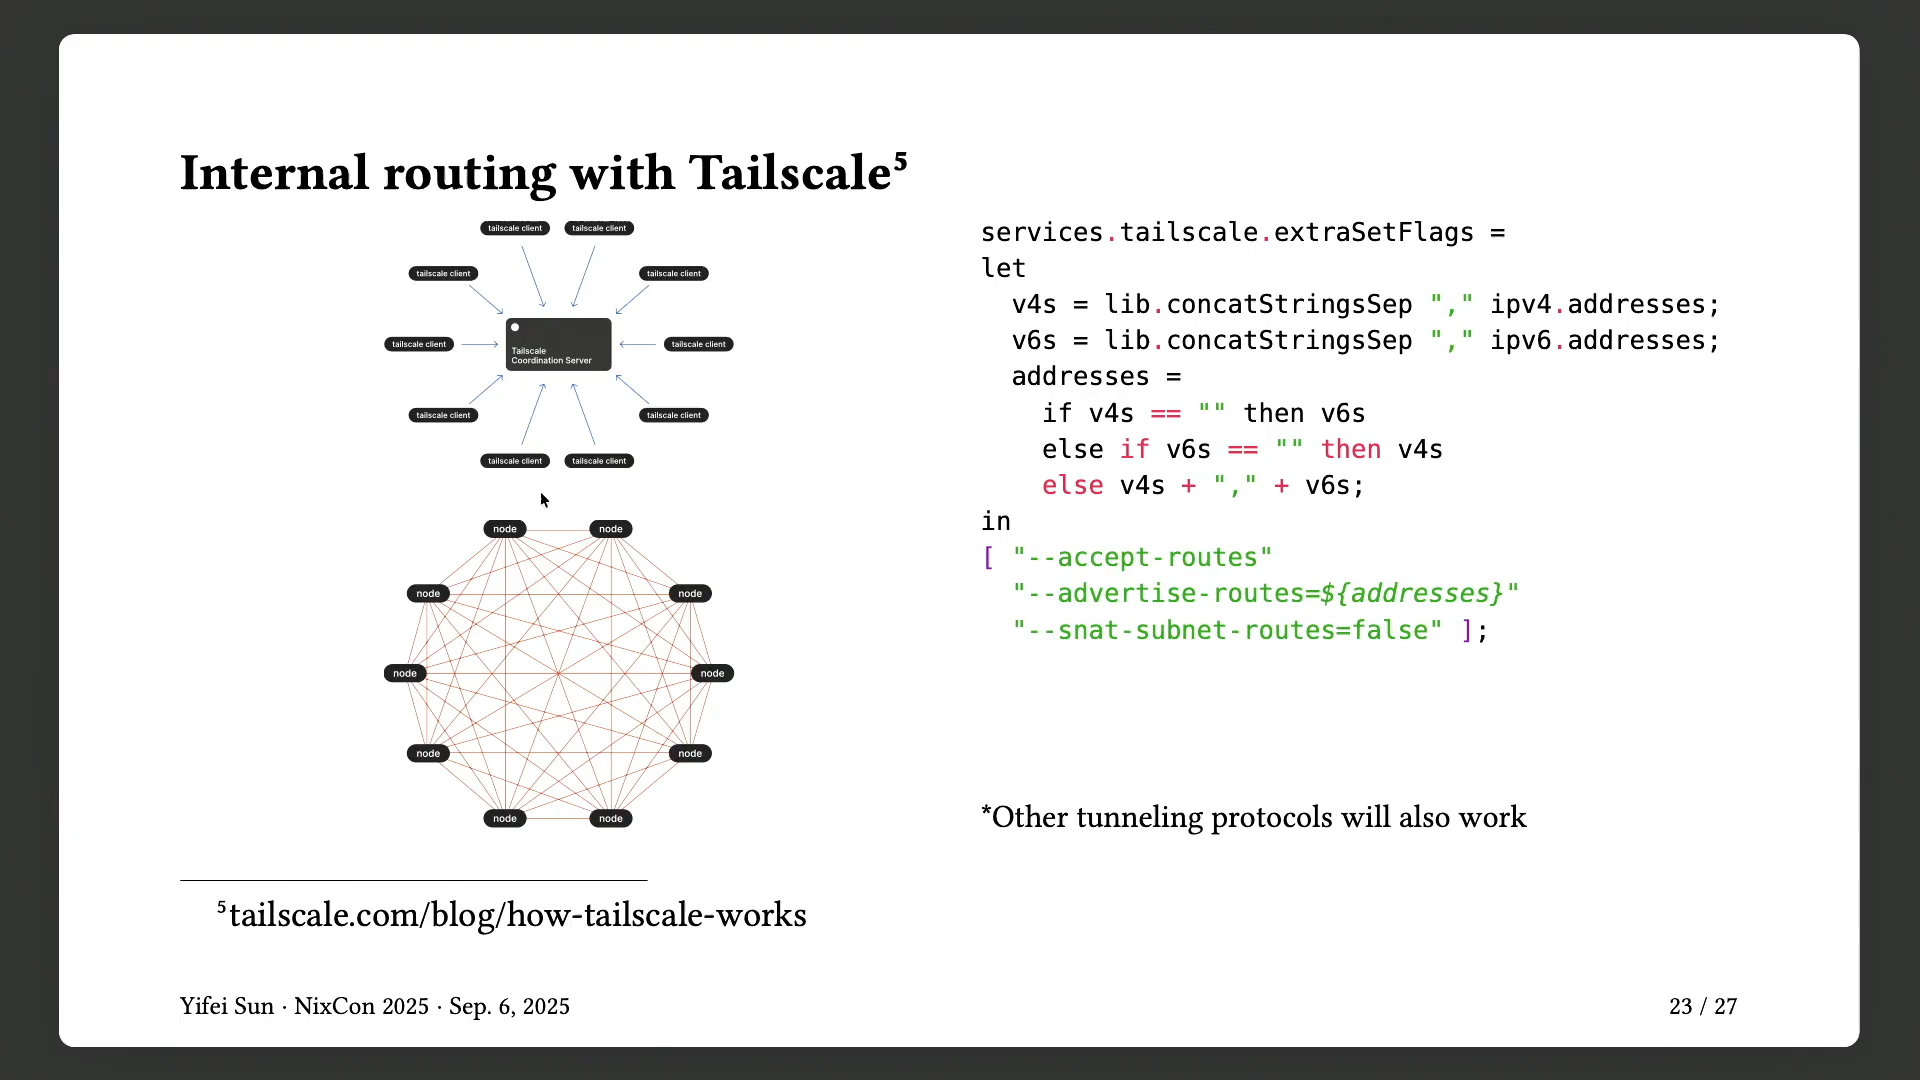 Internal routing with Tailscale⁵
tailscale client tailscale client
tailscale client tailscale client
tailscale client tailscale client
Tailscale
Coordination Server
tailscale client tailscale client
tailscale client tailscale client
node node
node node
node node
node node
node node
services.tailscale.extraSetFlags =
let
  v4s = lib.concatStringsSep "," ipv4.addresses;
  v6s = lib.concatStringsSep "," ipv6.addresses;
  addresses =
    if v4s == "" then v6s
    else if v6s == "" then v4s
    else v4s + "," + v6s;
in
[ "--accept-routes"
  "--advertise-routes=${addresses}"
  "--snat-subnet-routes=false" ];
*Other tunneling protocols will also work
⁵tailscale.com/blog/how-tailscale-works
Yifei Sun · NixCon 2025 · Sep. 6, 2025
23 / 27